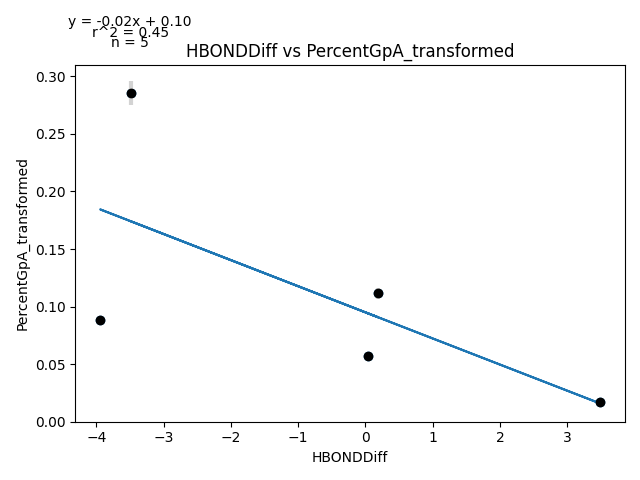 y = -0.02x + 0.10
r^2 = 0.45
n = 5
HBONDDiff vs PercentGpA_transformed
PercentGpA_transformed
0.30
0.25
0.20
0.15
0.10
0.05
0.00
−4
−3
−2
−1
0
1
2
3
HBONDDiff